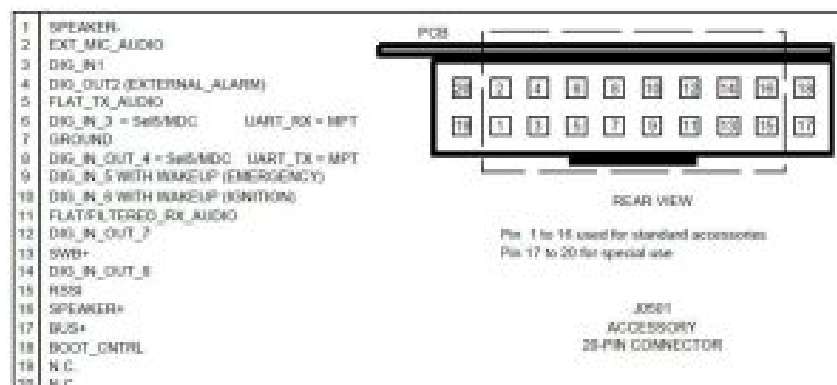 1 SPEAKER-
2 EXT_MIC_AUDIO
3 DIG_IN1
4 DIG_OUT2 (EXTERNAL_ALARM)
5 FLAT_TX_AUDIO
6 DIG_IN_3 = Sel5/MDC UART_RX = MPT
7 GROUND
8 DIG_IN_OUT_4 = Sel5/MDC UART_TX = MPT
9 DIG_IN_5 WITH WAKEUP (EMERGENCY)
10 DIG_IN_6 WITH WAKEUP (IGNITION)
11 FLAT/FILTERED_RX_AUDIO
12 DIG_IN_OUT_7
13 SWB+
14 DIG_IN_OUT_8
15 RSSI
16 SPEAKER+
17 BUS+
18 BOOT_CNTRL
19 N.C.
20 N.C.
PCB
20 2 4 6 8 10 12 14 16 18
19 1 3 5 7 9 11 13 15 17
REAR VIEW
Pin 1 to 16 used for standard accessories
Pin 17 to 20 for special use
J0501
ACCESSORY
20-PIN CONNECTOR